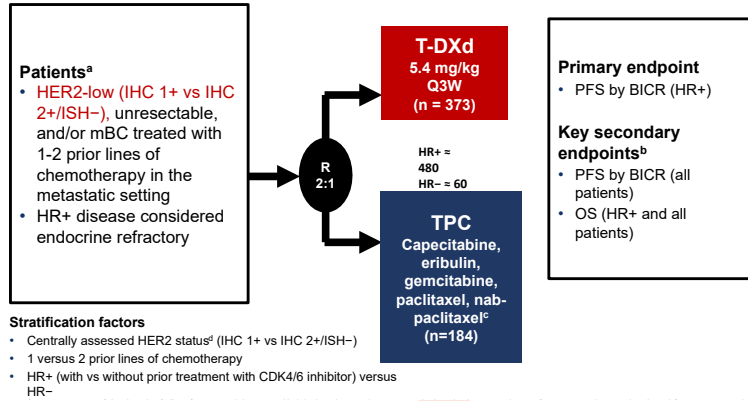 Patientsᵃ
• HER2-low (IHC 1+ vs IHC
2+/ISH−), unresectable,
and/or mBC treated with
1-2 prior lines of
chemotherapy in the
metastatic setting
• HR+ disease considered
endocrine refractory
R
2:1
T-DXd
5.4 mg/kg
Q3W
(n = 373)
HR+ ≈
480
HR− ≈ 60
TPC
Capecitabine,
eribulin,
gemcitabine,
paclitaxel, nab-
paclitaxelᶜ
(n=184)
Primary endpoint
• PFS by BICR (HR+)
Key secondary
endpointsᵇ
• PFS by BICR (all
patients)
• OS (HR+ and all
patients)
Stratification factors
• Centrally assessed HER2 statusᵈ (IHC 1+ vs IHC 2+/ISH−)
• 1 versus 2 prior lines of chemotherapy
• HR+ (with vs without prior treatment with CDK4/6 inhibitor) versus
HR−